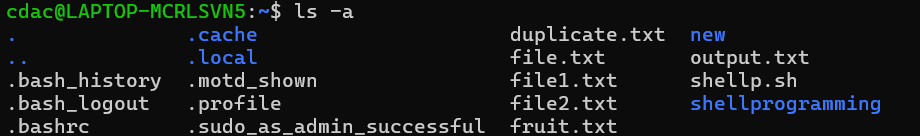 cdac@LAPTOP-MCRLSVN5:~$ ls -a
. .cache duplicate.txt new
.. .local file.txt output.txt
.bash_history .motd_shown file1.txt shellp.sh
.bash_logout .profile file2.txt shellprogramming
.bashrc .sudo_as_admin_successful fruit.txt